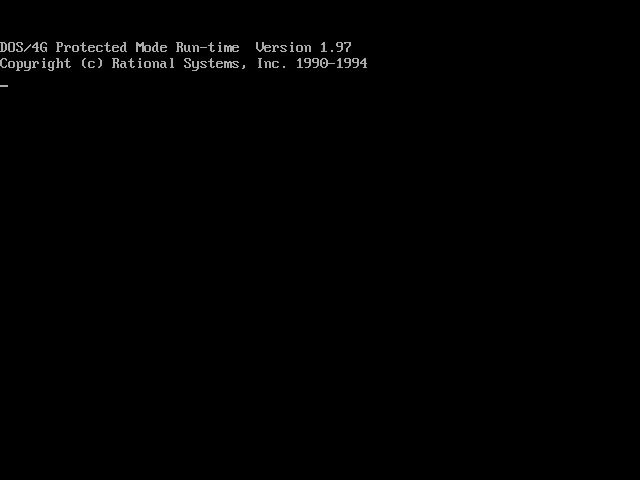 DOS/4G Protected Mode Run-time  Version 1.97
Copyright (c) Rational Systems, Inc. 1990-1994